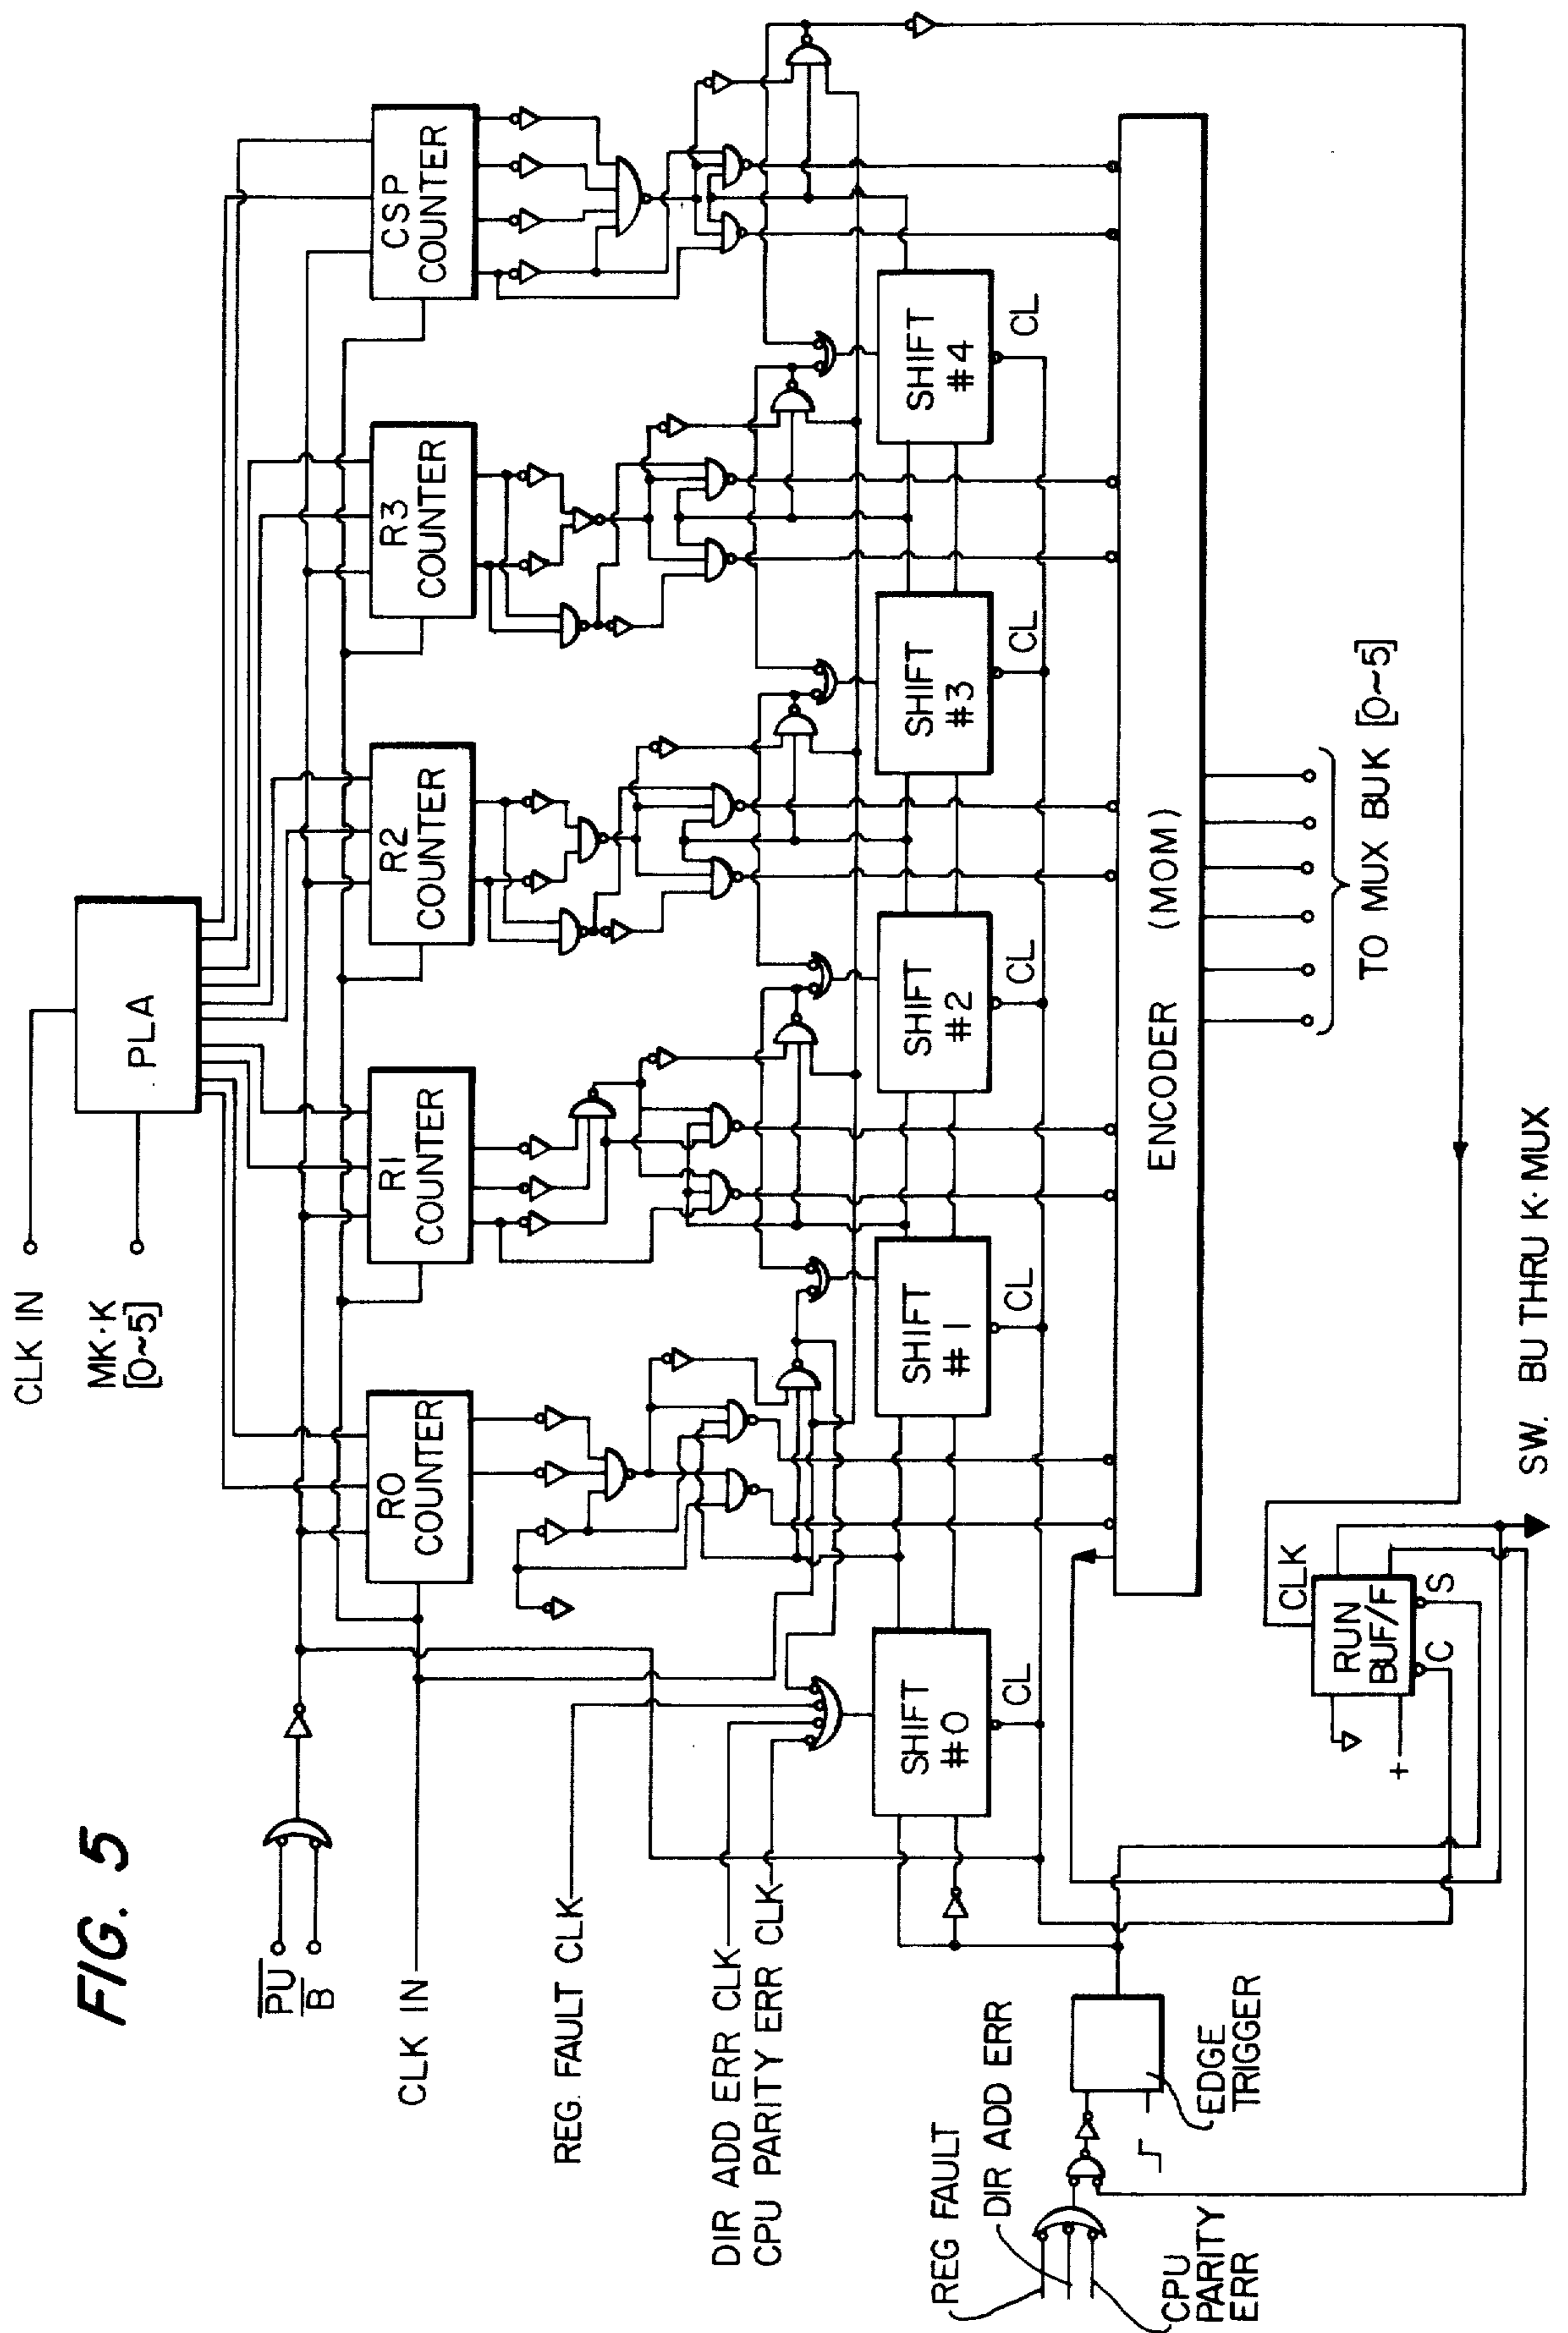 FIG. 5
CLK IN
MK·K
[0~5]
PLA
PU
B
CLK IN
R0
COUNTER
R1
COUNTER
R2
COUNTER
R3
COUNTER
CSP
COUNTER
REG. FAULT CLK
DIR ADD ERR CLK
CPU PARITY ERR CLK
SHIFT
#0
CL
SHIFT
#1
CL
SHIFT
#2
CL
SHIFT
#3
CL
SHIFT
#4
CL
ENCODER (MOM)
TO MUX BUK [0~5]
REG FAULT
DIR ADD ERR
CPU
PARITY
ERR
EDGE
TRIGGER
CLK
RUN
BUF/F
C
S
+
SW. BU THRU K·MUX